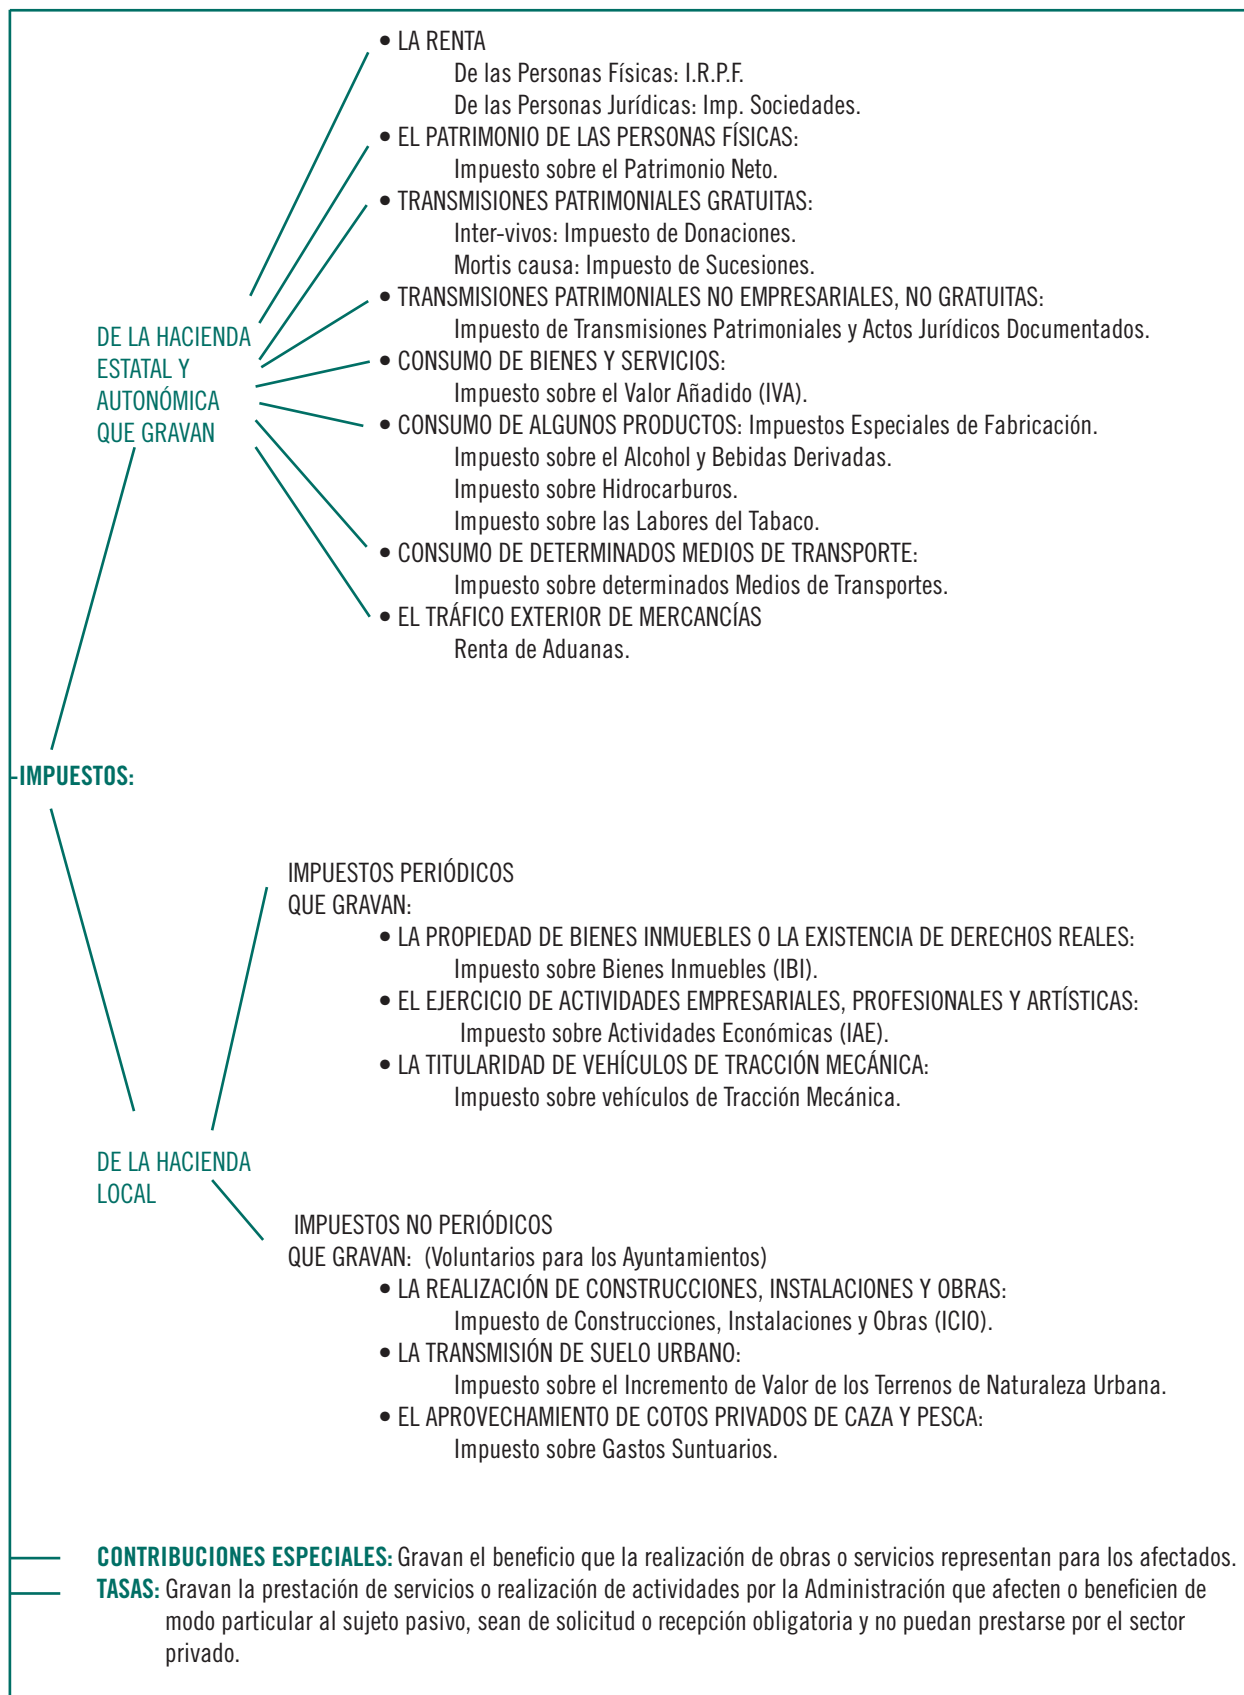 • LA RENTA
De las Personas Físicas: I.R.P.F.
De las Personas Jurídicas: Imp. Sociedades.
• EL PATRIMONIO DE LAS PERSONAS FÍSICAS:
Impuesto sobre el Patrimonio Neto.
• TRANSMISIONES PATRIMONIALES GRATUITAS:
Inter-vivos: Impuesto de Donaciones.
Mortis causa: Impuesto de Sucesiones.
• TRANSMISIONES PATRIMONIALES NO EMPRESARIALES, NO GRATUITAS:
Impuesto de Transmisiones Patrimoniales y Actos Jurídicos Documentados.
DE LA HACIENDA
ESTATAL Y
AUTONÓMICA
QUE GRAVAN
• CONSUMO DE BIENES Y SERVICIOS:
Impuesto sobre el Valor Añadido (IVA).
• CONSUMO DE ALGUNOS PRODUCTOS: Impuestos Especiales de Fabricación.
Impuesto sobre el Alcohol y Bebidas Derivadas.
Impuesto sobre Hidrocarburos.
Impuesto sobre las Labores del Tabaco.
• CONSUMO DE DETERMINADOS MEDIOS DE TRANSPORTE:
Impuesto sobre determinados Medios de Transportes.
• EL TRÁFICO EXTERIOR DE MERCANCÍAS
Renta de Aduanas.
-IMPUESTOS:
IMPUESTOS PERIÓDICOS
QUE GRAVAN:
• LA PROPIEDAD DE BIENES INMUEBLES O LA EXISTENCIA DE DERECHOS REALES:
Impuesto sobre Bienes Inmuebles (IBI).
• EL EJERCICIO DE ACTIVIDADES EMPRESARIALES, PROFESIONALES Y ARTÍSTICAS:
Impuesto sobre Actividades Económicas (IAE).
• LA TITULARIDAD DE VEHÍCULOS DE TRACCIÓN MECÁNICA:
Impuesto sobre vehículos de Tracción Mecánica.
DE LA HACIENDA
LOCAL
IMPUESTOS NO PERIÓDICOS
QUE GRAVAN: (Voluntarios para los Ayuntamientos)
• LA REALIZACIÓN DE CONSTRUCCIONES, INSTALACIONES Y OBRAS:
Impuesto de Construcciones, Instalaciones y Obras (ICIO).
• LA TRANSMISIÓN DE SUELO URBANO:
Impuesto sobre el Incremento de Valor de los Terrenos de Naturaleza Urbana.
• EL APROVECHAMIENTO DE COTOS PRIVADOS DE CAZA Y PESCA:
Impuesto sobre Gastos Suntuarios.
CONTRIBUCIONES ESPECIALES: Gravan el beneficio que la realización de obras o servicios representan para los afectados.
TASAS: Gravan la prestación de servicios o realización de actividades por la Administración que afecten o beneficien de
modo particular al sujeto pasivo, sean de solicitud o recepción obligatoria y no puedan prestarse por el sector
privado.